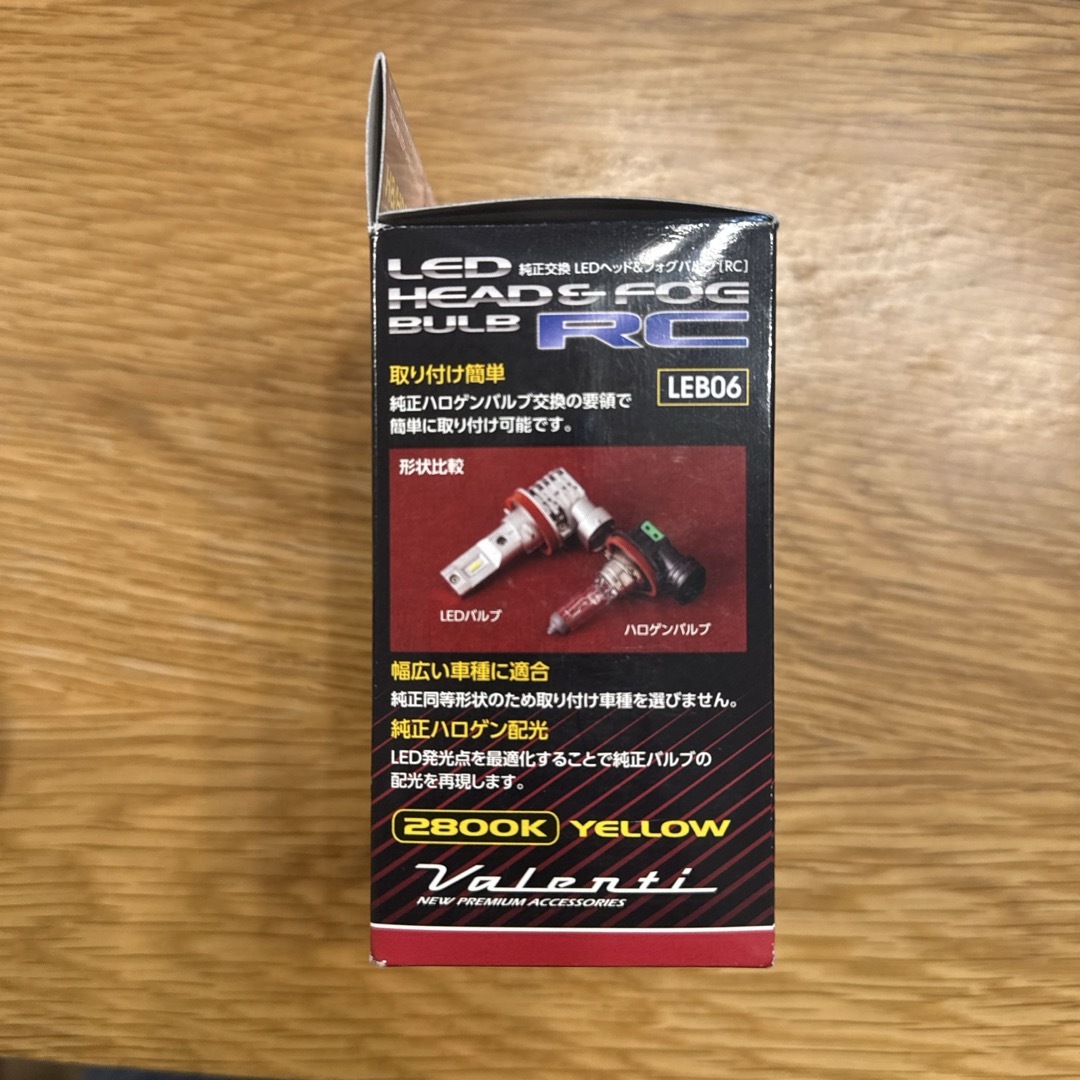 LED 純正交換 LEDヘッド&フォグバルブ[RC]
HEAD & FOG
BULB RC
取り付け簡単
LEB06
純正ハロゲンバルブ交換の要領で
簡単に取り付け可能です。
形状比較
LEDバルブ
ハロゲンバルブ
幅広い車種に適合
純正同等形状のため取り付け車種を選びません。
純正ハロゲン配光
LED発光点を最適化することで純正バルブの
配光を再現します。
2800K YELLOW
Valenti
NEW PREMIUM ACCESSORIES